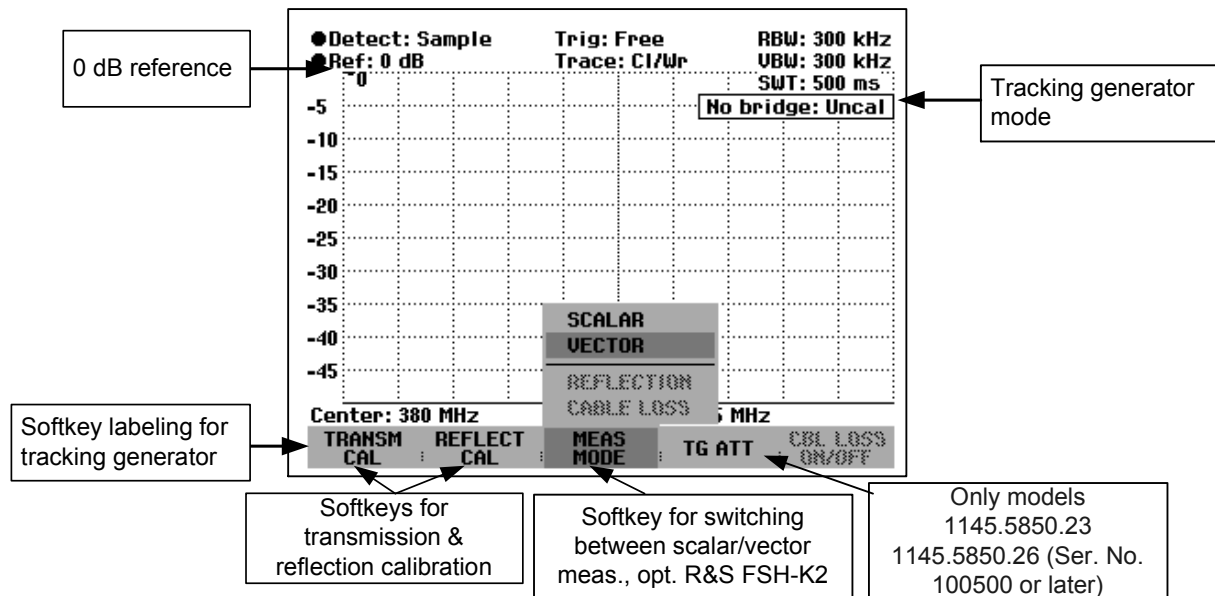 Detect: Sample Trig: Free RBW: 300 kHz
Ref: 0 dB Trace: Cl/Wr VBW: 300 kHz
0 SWT: 500 ms
-5 No bridge: Uncal
-10
-15
-20
-25
-30
-35
-40
-45
SCALAR
VECTOR
REFLECTION
CABLE LOSS
Center: 380 MHz MHz
TRANSM CAL
REFLECT CAL
MEAS MODE
TG ATT
CBL LOSS ON/OFF
0 dB reference
Tracking generator
mode
Softkey labeling for
tracking generator
Softkeys for
transmission &
reflection calibration
Softkey for switching
between scalar/vector
meas., opt. R&S FSH-K2
Only models
1145.5850.23
1145.5850.26 (Ser. No.
100500 or later)